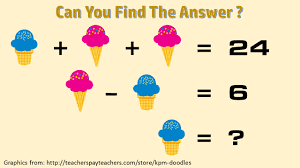 Can You Find The Answer ?
+ + = 24
- = 6
= ?
Graphics from: http://teacherspayteachers.com/store/kpm-doodles